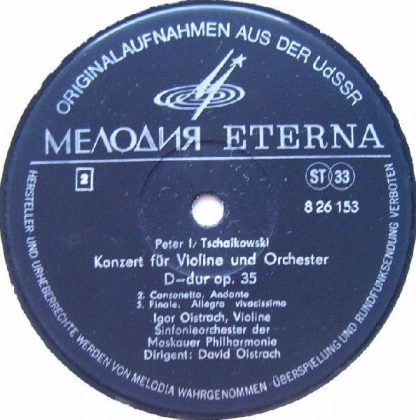 ORIGINALAUFNAHMEN AUS DER UdSSR
МЕЛОДИЯ ETERNA
2
ST 33
8 26 153
Peter I. Tschaikowski
Konzert für Violine und Orchester
D-dur op. 35
2. Canzonetta, Andante
3. Finale. Allegro vivacissimo
Igor Oistrach, Violine
Sinfonieorchester der
Moskauer Philharmonie
Dirigent: David Oistrach
HERSTELLER- UND URHEBERRECHTE WERDEN VON MELODIA WAHRGENOMMEN · ÜBERSPIELUNG UND RUNDFUNKSENDUNG VERBOTEN